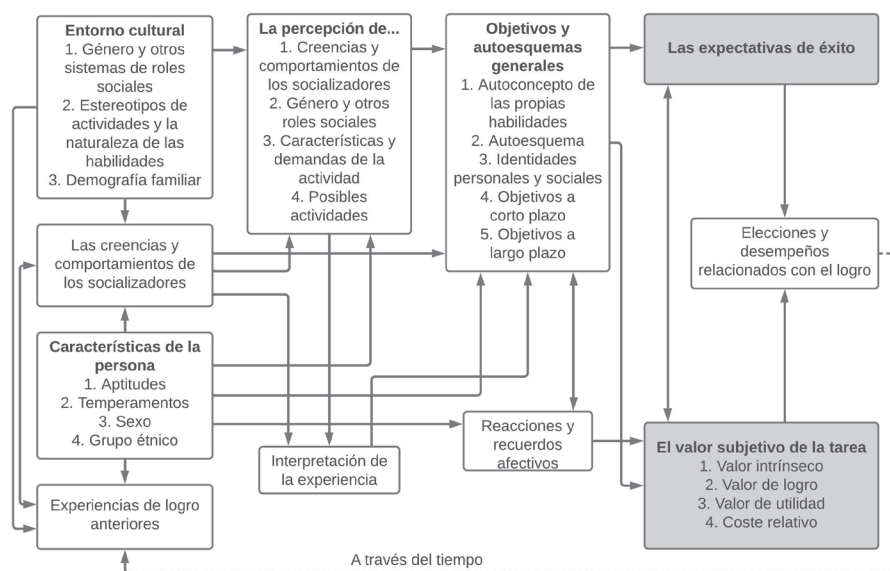 Entorno cultural
1. Género y otros
sistemas de roles
sociales
2. Estereotipos de
actividades y la
naturaleza de las
habilidades
3. Demografía familiar
La percepción de...
1. Creencias y
comportamientos de
los socializadores
2. Género y otros
roles sociales
3. Características y
demandas de la
actividad
4. Posibles
actividades
Objetivos y
autoesquemas
generales
1. Autoconcepto de
las propias
habilidades
2. Autoesquema
3. Identidades
personales y sociales
4. Objetivos a
corto plazo
5. Objetivos a
largo plazo
Las expectativas de éxito
Las creencias y
comportamientos de
los socializadores
Elecciones y
desempeños
relacionados con el logro
Características de la
persona
1. Aptitudes
2. Temperamentos
3. Sexo
4. Grupo étnico
Interpretación de
la experiencia
Reacciones y
recuerdos
afectivos
El valor subjetivo de la tarea
1. Valor intrínseco
2. Valor de logro
3. Valor de utilidad
4. Coste relativo
Experiencias de logro
anteriores
A través del tiempo